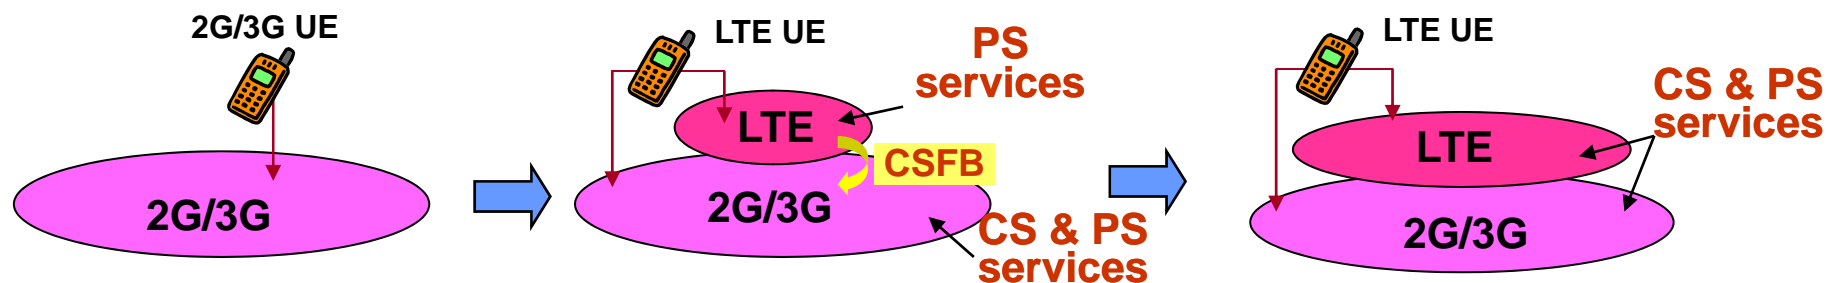 2G/3G UE
2G/3G
LTE UE
PS
services
LTE
CSFB
2G/3G
CS & PS
services
LTE UE
CS & PS
services
LTE
2G/3G